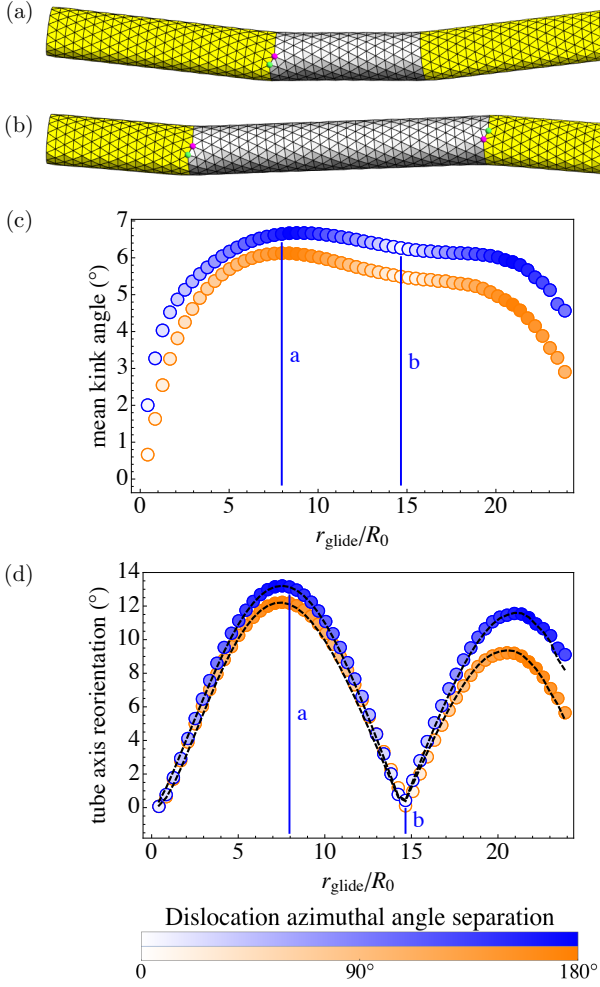 (a)
(b)
(c)
7
6
5
4
3
2
1
0
mean kink angle (°)
a
b
0 5 10 15 20
r_glide/R_0
(d)
14
12
10
8
6
4
2
0
tube axis reorientation (°)
a
b
0 5 10 15 20
r_glide/R_0
Dislocation azimuthal angle separation
0 90° 180°